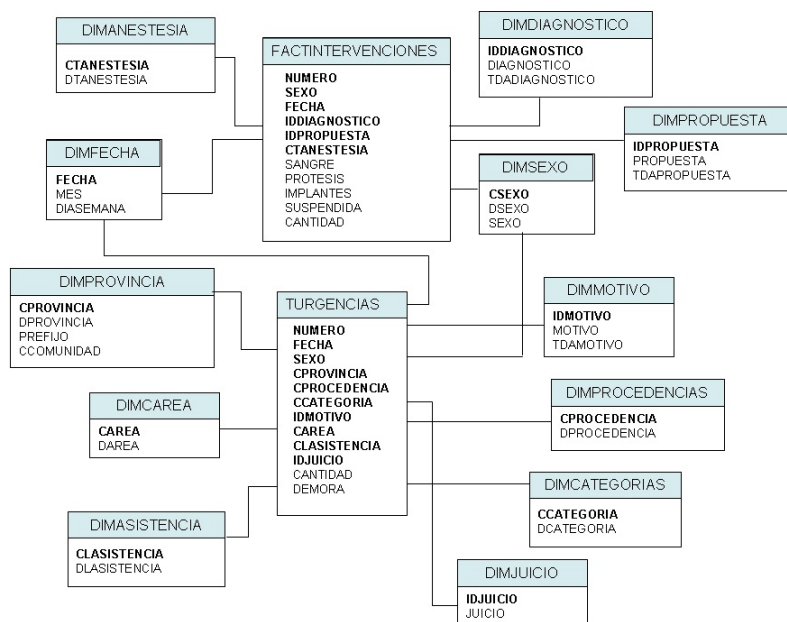 DIMANESTESIA
CTANESTESIA
DTANESTESIA
FACTINTERVENCIONES
NUMERO
SEXO
FECHA
IDDIAGNOSTICO
IDPROPUESTA
CTANESTESIA
SANGRE
PROTESIS
IMPLANTES
SUSPENDIDA
CANTIDAD
DIMDIAGNOSTICO
IDDIAGNOSTICO
DIAGNOSTICO
TDADIAGNOSTICO
DIMPROPUESTA
IDPROPUESTA
PROPUESTA
TDAPROPUESTA
DIMFECHA
FECHA
MES
DIASEMANA
DIMSEXO
CSEXO
DSEXO
SEXO
DIMPROVINCIA
CPROVINCIA
DPROVINCIA
PREFIJO
CCOMUNIDAD
TURGENCIAS
NUMERO
FECHA
SEXO
CPROVINCIA
CPROCEDENCIA
CCATEGORIA
IDMOTIVO
CAREA
CLASISTENCIA
IDJUICIO
CANTIDAD
DEMORA
DIMMOTIVO
IDMOTIVO
MOTIVO
TDAMOTIVO
DIMCAREA
CAREA
DAREA
DIMPROCEDENCIAS
CPROCEDENCIA
DPROCEDENCIA
DIMCATEGORIAS
CCATEGORIA
DCATEGORIA
DIMASISTENCIA
CLASISTENCIA
DLASISTENCIA
DIMJUICIO
IDJUICIO
JUICIO